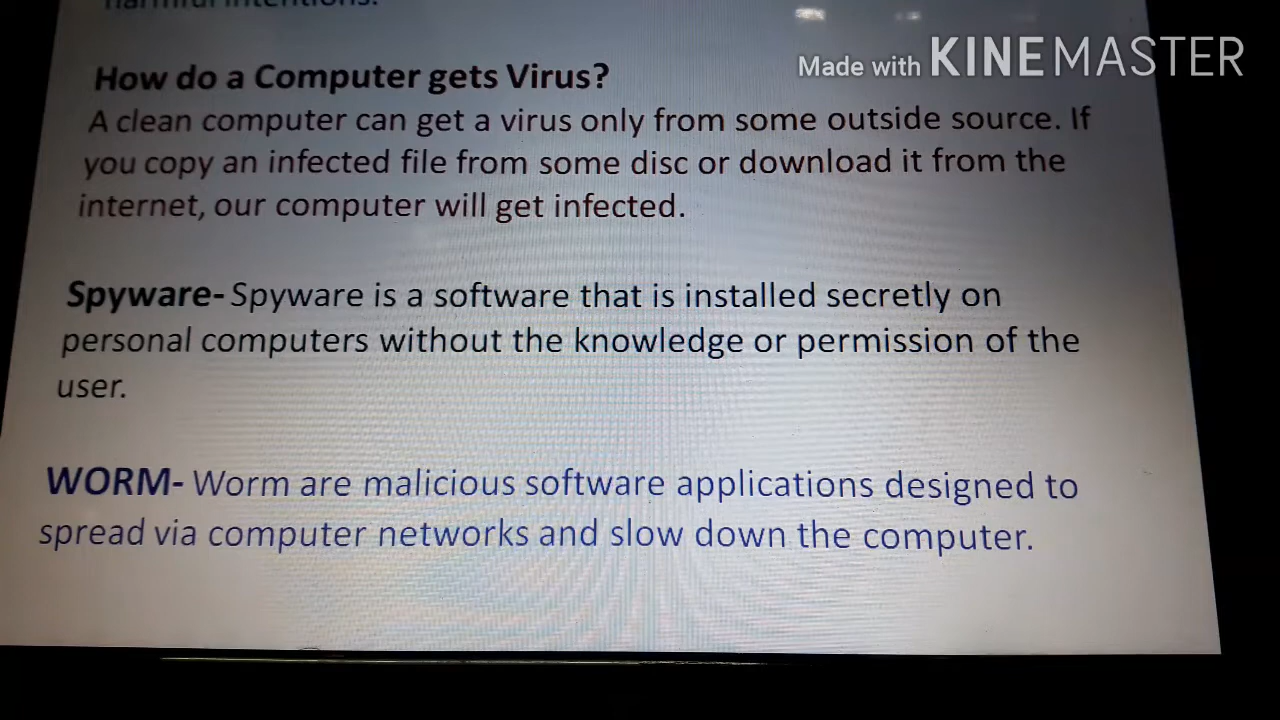 harmful intentions.
Made with KINEMASTER
How do a Computer gets Virus?
A clean computer can get a virus only from some outside source. If
you copy an infected file from some disc or download it from the
internet, our computer will get infected.
Spyware- Spyware is a software that is installed secretly on
personal computers without the knowledge or permission of the
user.
WORM- Worm are malicious software applications designed to
spread via computer networks and slow down the computer.